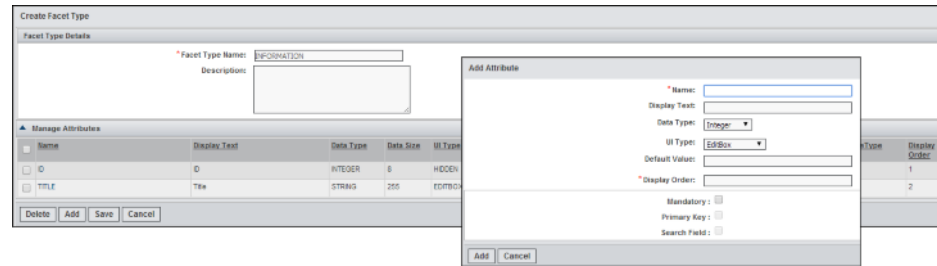 Create Facet Type
Facet Type Details
*Facet Type Name: INFORMATION
Description:
Manage Attributes
Name Display Text Data Type Data Size UI Type Display Order
ID ID INTEGER 8 HIDDEN 1
TITLE Title STRING 255 EDITBOX 2
Delete Add Save Cancel
Add Attribute
*Name:
Display Text:
Data Type: Integer
UI Type: EditBox
Default Value:
*Display Order:
Mandatory :
Primary Key :
Search Field :
Add Cancel